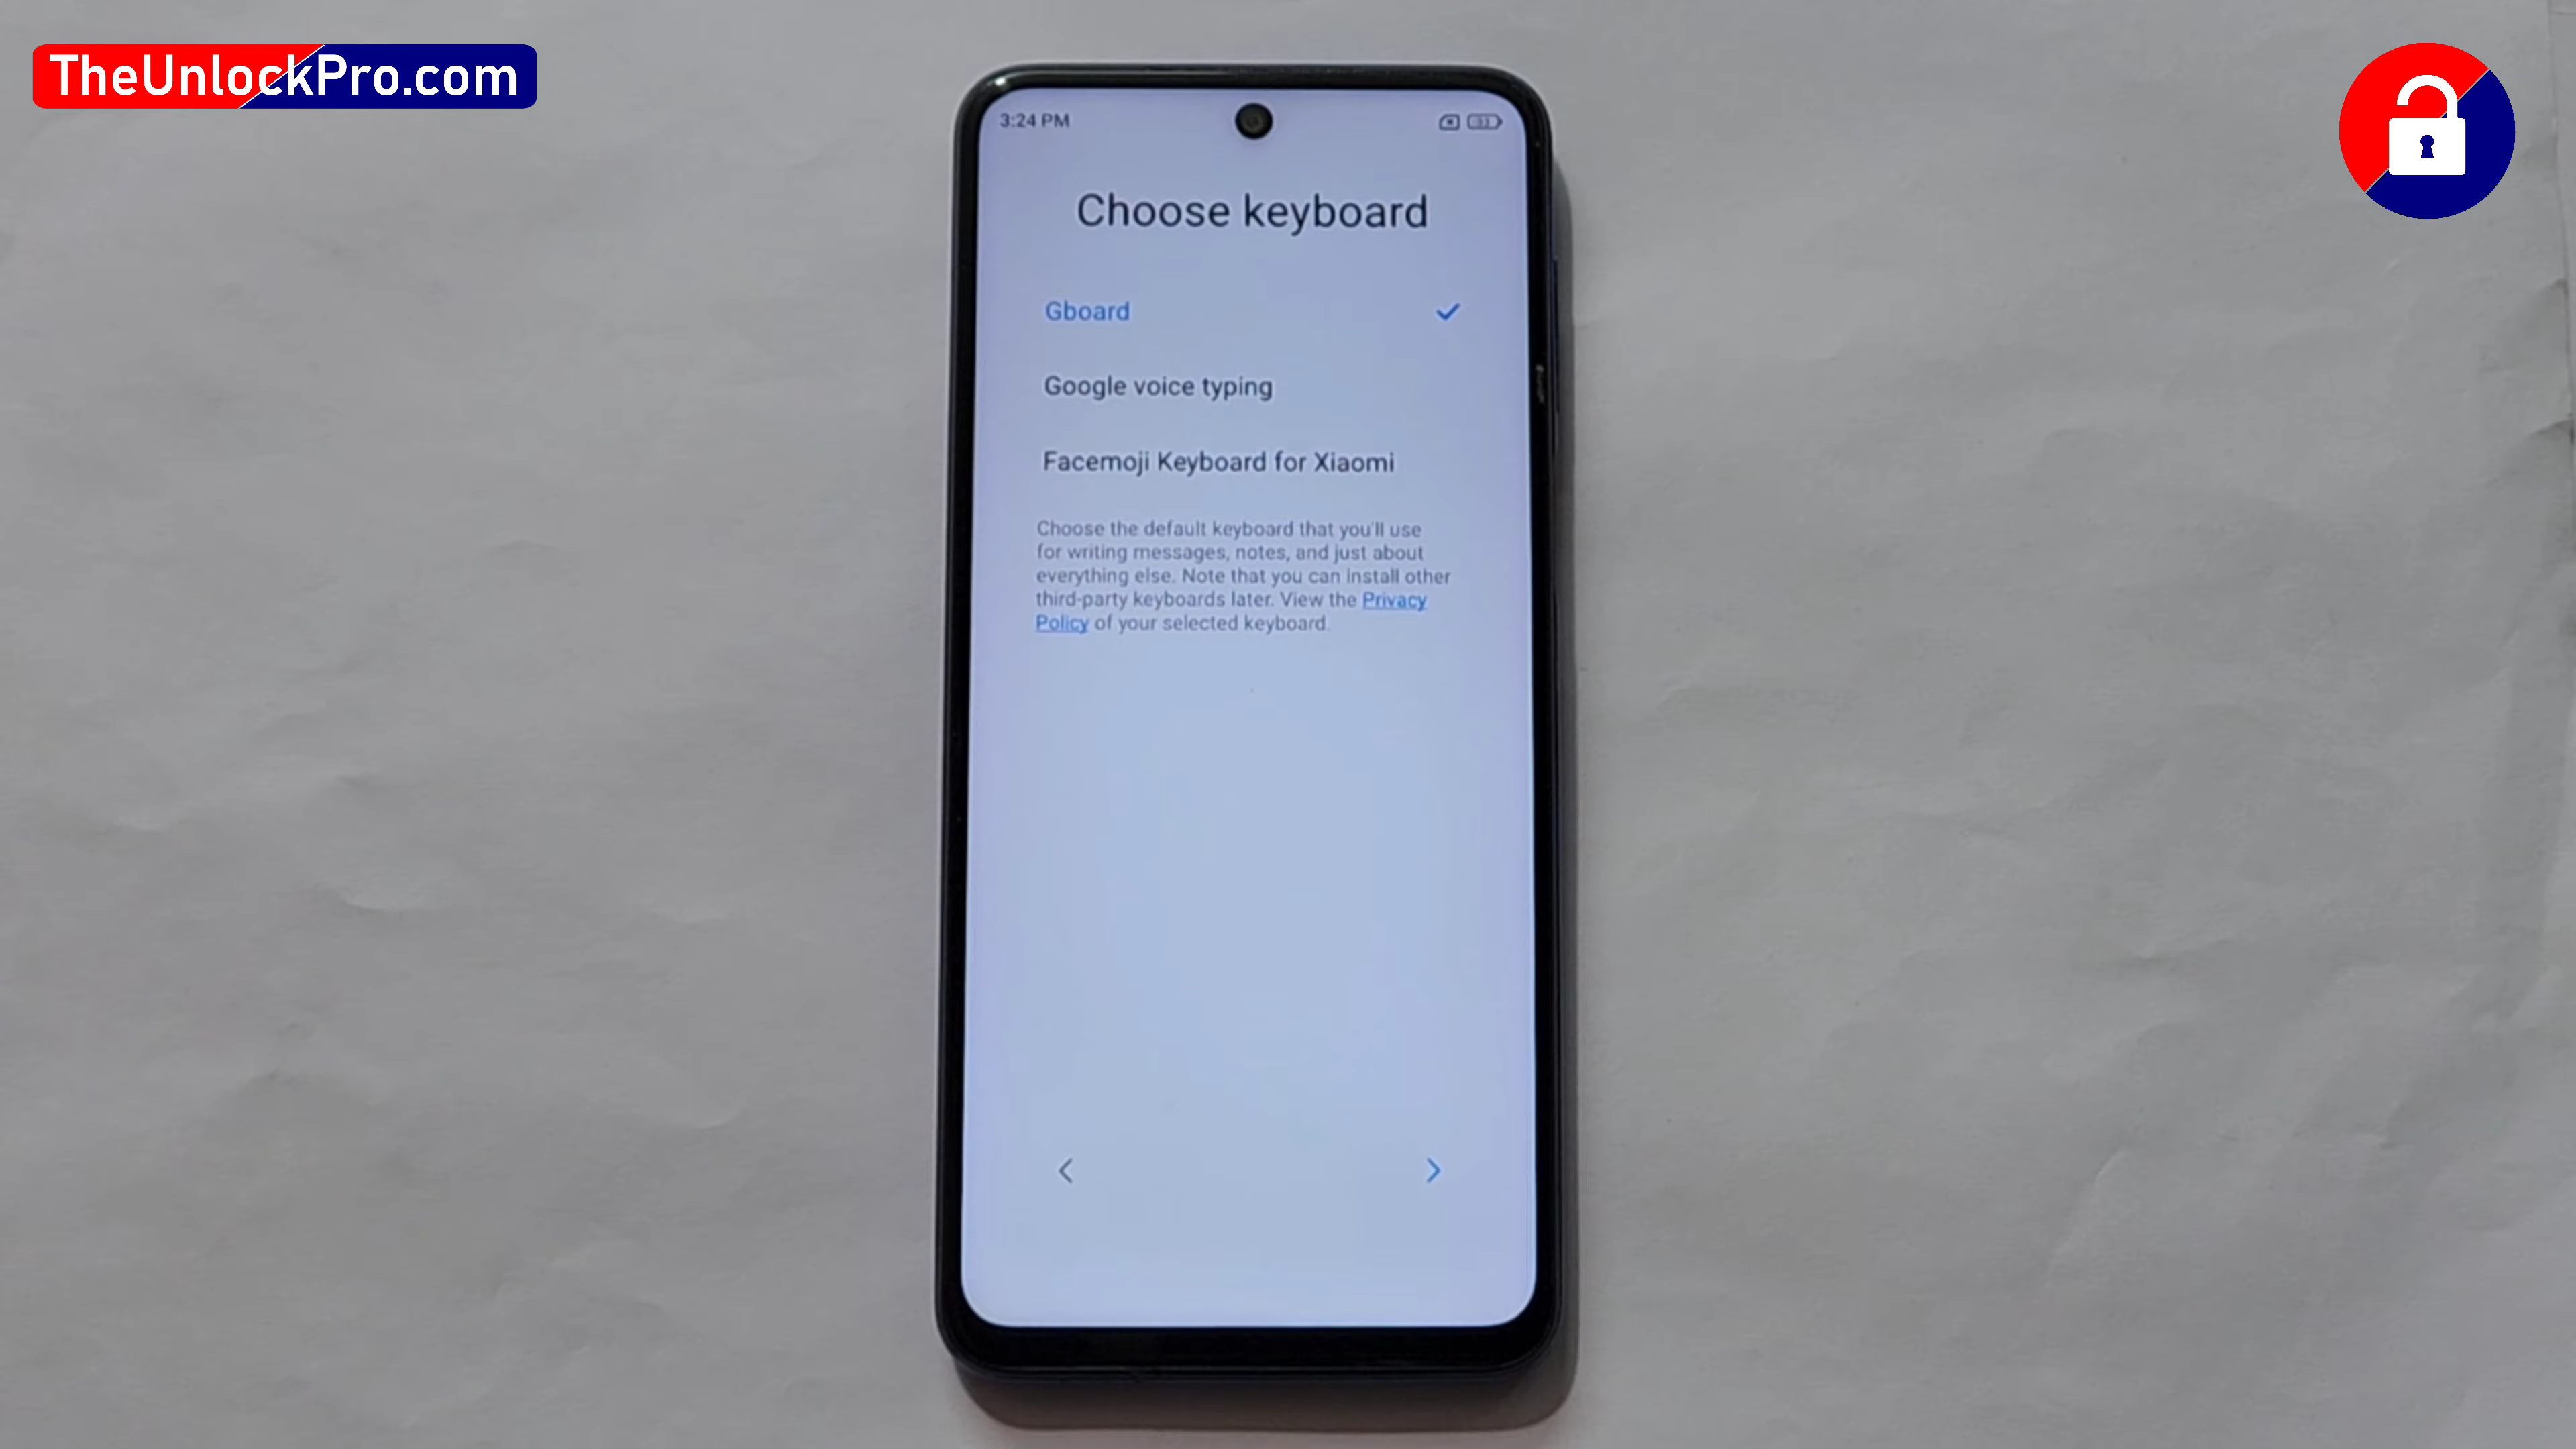 TheUnlockPro.com
3:24 PM
Choose keyboard
Gboard
Google voice typing
Facemoji Keyboard for Xiaomi
Choose the default keyboard that you'll use
for writing messages, notes, and just about
everything else. Note that you can install other
third-party keyboards later. View the Privacy
Policy of your selected keyboard.